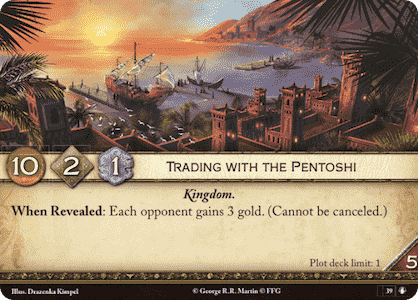 10 2 1 TRADING WITH THE PENTOSHI
Kingdom.
When Revealed: Each opponent gains 3 gold. (Cannot be canceled.)
Plot deck limit: 1
5
Illus. Drazenka Kimpel © George R.R. Martin © FFG 39